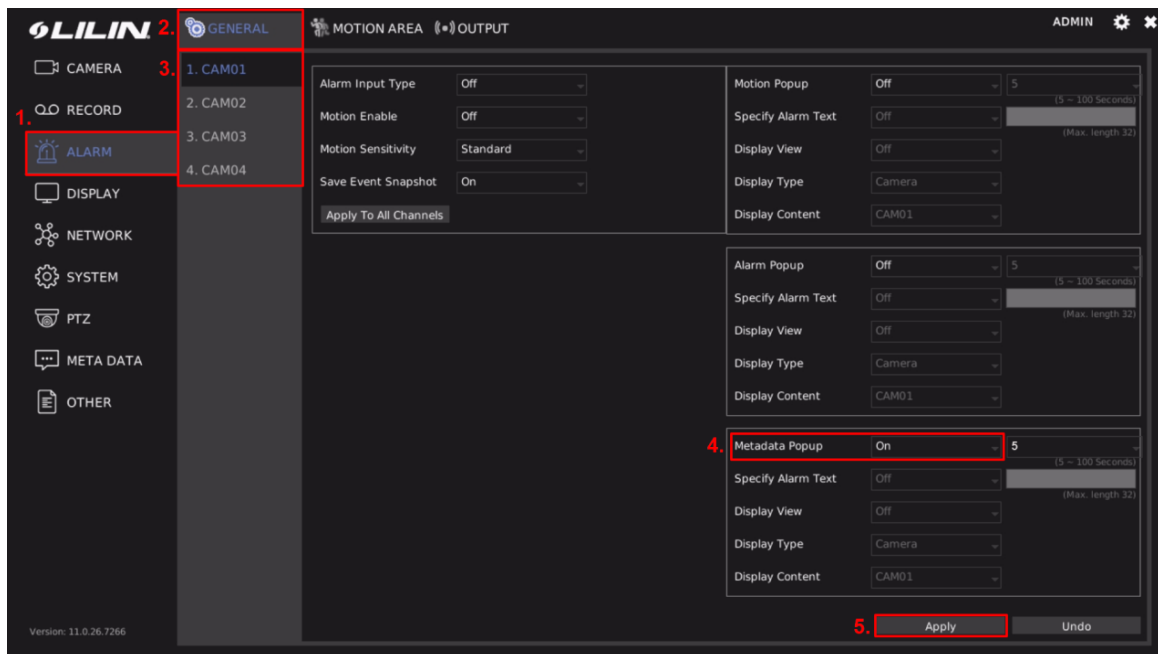 LILIN
2. GENERAL
MOTION AREA
OUTPUT
ADMIN
CAMERA
RECORD
1. ALARM
DISPLAY
NETWORK
SYSTEM
PTZ
META DATA
OTHER
Version: 11.0.26.7266
3. 1. CAM01
2. CAM02
3. CAM03
4. CAM04
Alarm Input Type Off
Motion Enable Off
Motion Sensitivity Standard
Save Event Snapshot On
Apply To All Channels
Motion Popup Off 5
(5 ~ 100 Seconds)
Specify Alarm Text Off
(Max. length 32)
Display View Off
Display Type Camera
Display Content CAM01
Alarm Popup Off 5
(5 ~ 100 Seconds)
Specify Alarm Text Off
(Max. length 32)
Display View Off
Display Type Camera
Display Content CAM01
4. Metadata Popup On 5
(5 ~ 100 Seconds)
Specify Alarm Text Off
(Max. length 32)
Display View Off
Display Type Camera
Display Content CAM01
5. Apply Undo